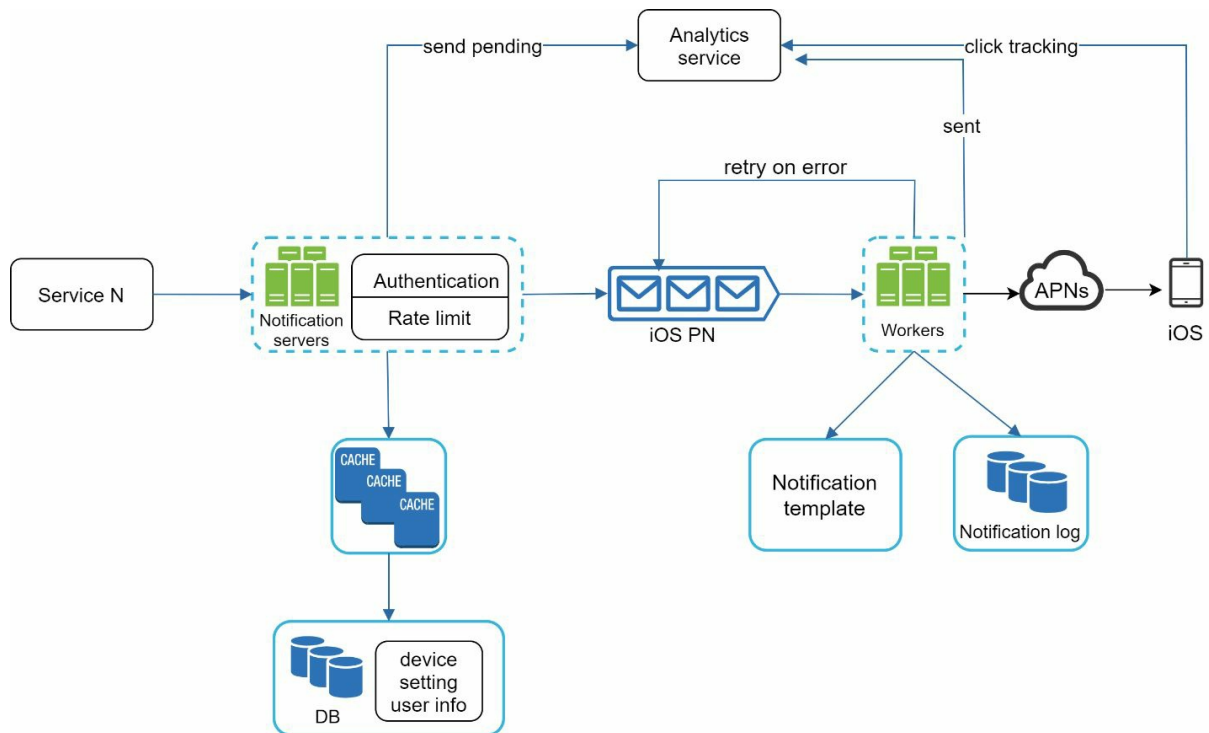 send pending
Analytics
service
click tracking
sent
retry on error
Service N
Notification
servers
Authentication
Rate limit
iOS PN
Workers
APNs
iOS
CACHE
CACHE
CACHE
Notification
template
Notification log
DB
device
setting
user info